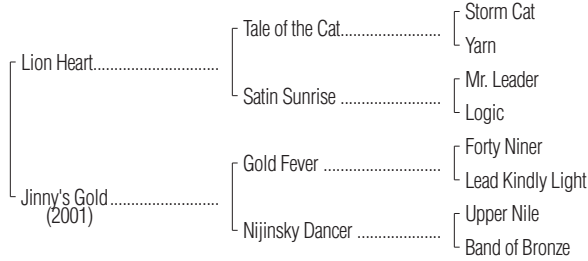 Storm Cat
Tale of the Cat..........................
Yarn
Lion Heart.................................
Mr. Leader
Satin Sunrise ..........................
Logic
Forty Niner
Gold Fever ...............................
Lead Kindly Light
Jinny's Gold.............................
(2001)
Upper Nile
Nijinsky Dancer ......................
Band of Bronze